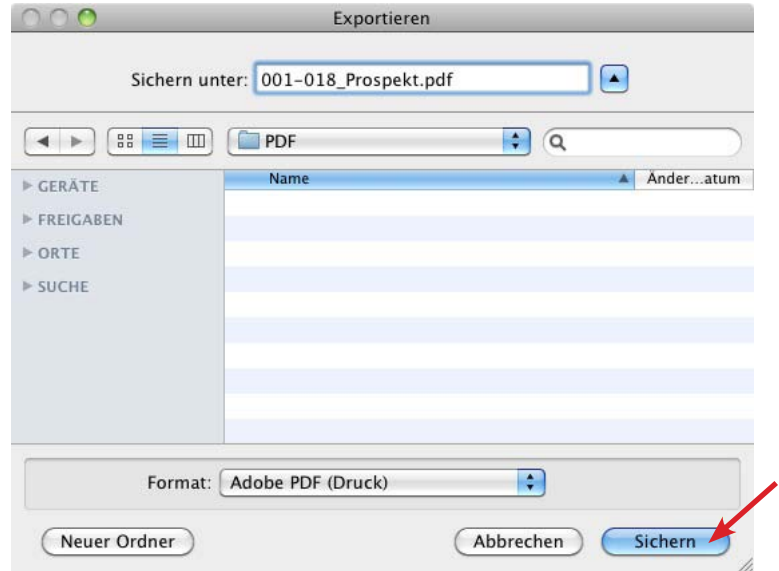 Exportieren
Sichern unter: 001-018_Prospekt.pdf
PDF
Name Änder...atum
GERÄTE
FREIGABEN
ORTE
SUCHE
Format: Adobe PDF (Druck)
Neuer Ordner Abbrechen Sichern